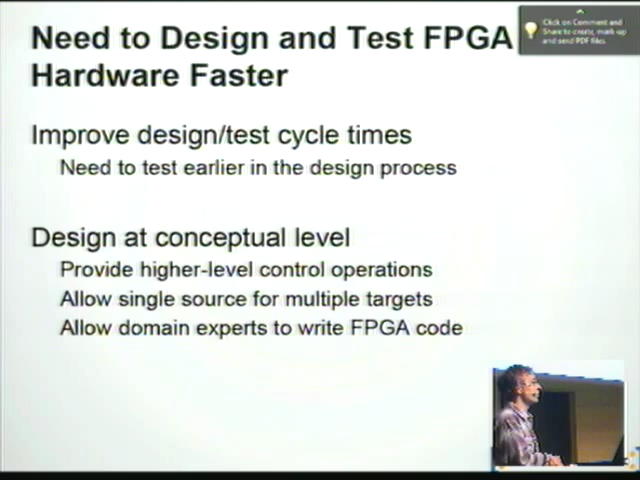 Need to Design and Test FPGA
Hardware Faster
Click on Comment and
Share to create, mark-up
and send PDF files.
Improve design/test cycle times
Need to test earlier in the design process
Design at conceptual level
Provide higher-level control operations
Allow single source for multiple targets
Allow domain experts to write FPGA code